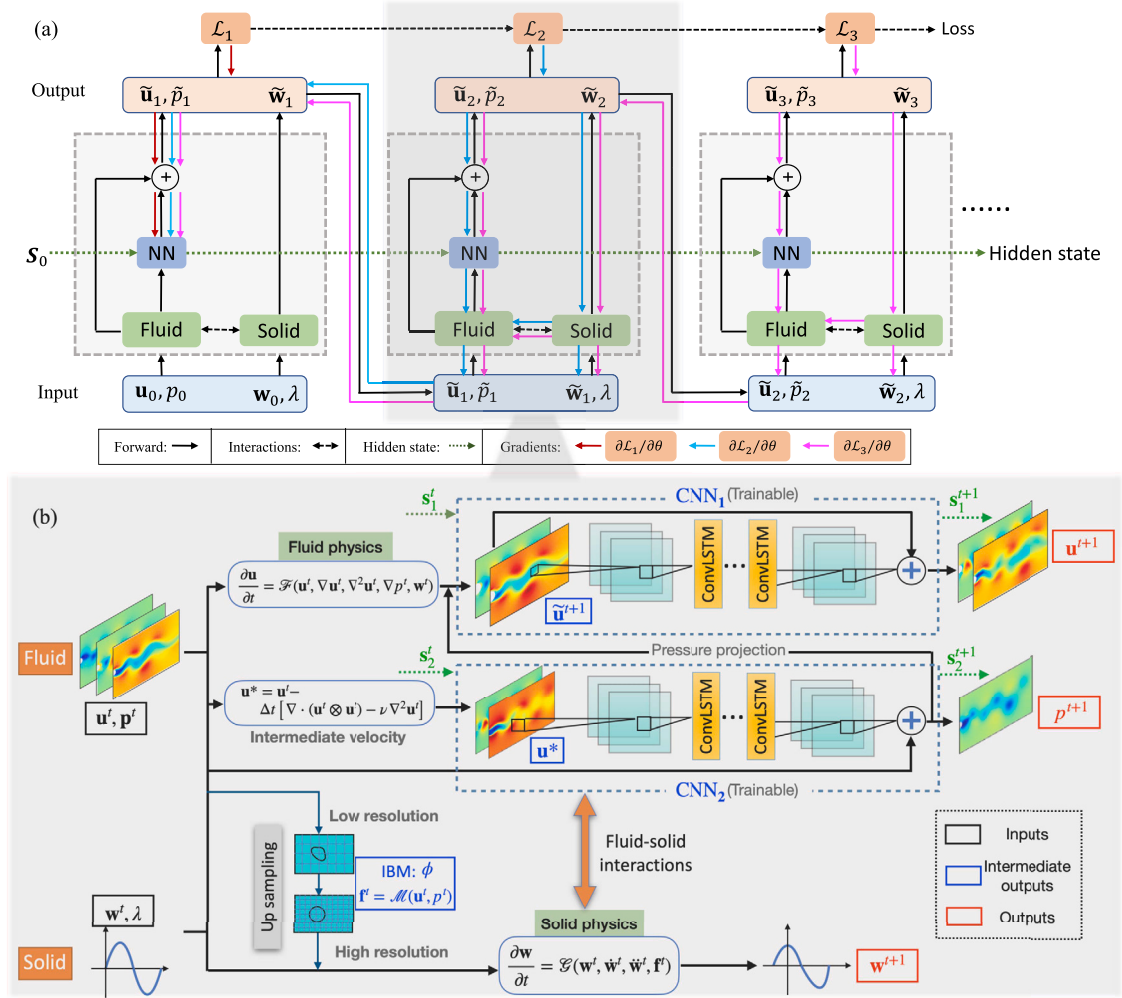 (a)
ℒ₁
ℒ₂
ℒ₃
Loss
Output
ũ₁, p̃₁
w̃₁
ũ₂, p̃₂
w̃₂
ũ₃, p̃₃
w̃₃
+
+
+
......
S₀
NN
NN
NN
Hidden state
Fluid
Solid
Fluid
Solid
Fluid
Solid
Input
u₀, p₀
w₀, λ
ũ₁, p̃₁
w̃₁, λ
ũ₂, p̃₂
w̃₂, λ
Forward:
Interactions:
Hidden state:
Gradients:
∂ℒ₁/∂θ
∂ℒ₂/∂θ
∂ℒ₃/∂θ
(b)
s₁ᵗ
CNN₁ (Trainable)
s₁ᵗ⁺¹
Fluid physics
∂u/∂t = ℱ(uᵗ, ∇uᵗ, ∇²uᵗ, ∇pᵗ, wᵗ)
ũᵗ⁺¹
ConvLSTM
...
ConvLSTM
+
uᵗ⁺¹
Fluid
uᵗ, pᵗ
Pressure projection
s₂ᵗ
s₂ᵗ⁺¹
u* = uᵗ−
Δt [∇ · (uᵗ ⊗ u') − ν ∇²uᵗ]
Intermediate velocity
u*
ConvLSTM
...
ConvLSTM
+
pᵗ⁺¹
CNN₂ (Trainable)
Low resolution
Up sampling
IBM: ϕ
fᵗ = ℳ(uᵗ, pᵗ)
High resolution
Fluid-solid
interactions
Inputs
Intermediate
outputs
Outputs
wᵗ, λ
Solid
Solid physics
∂w/∂t = 𝒢(wᵗ, ẇᵗ, ẅᵗ, fᵗ)
wᵗ⁺¹